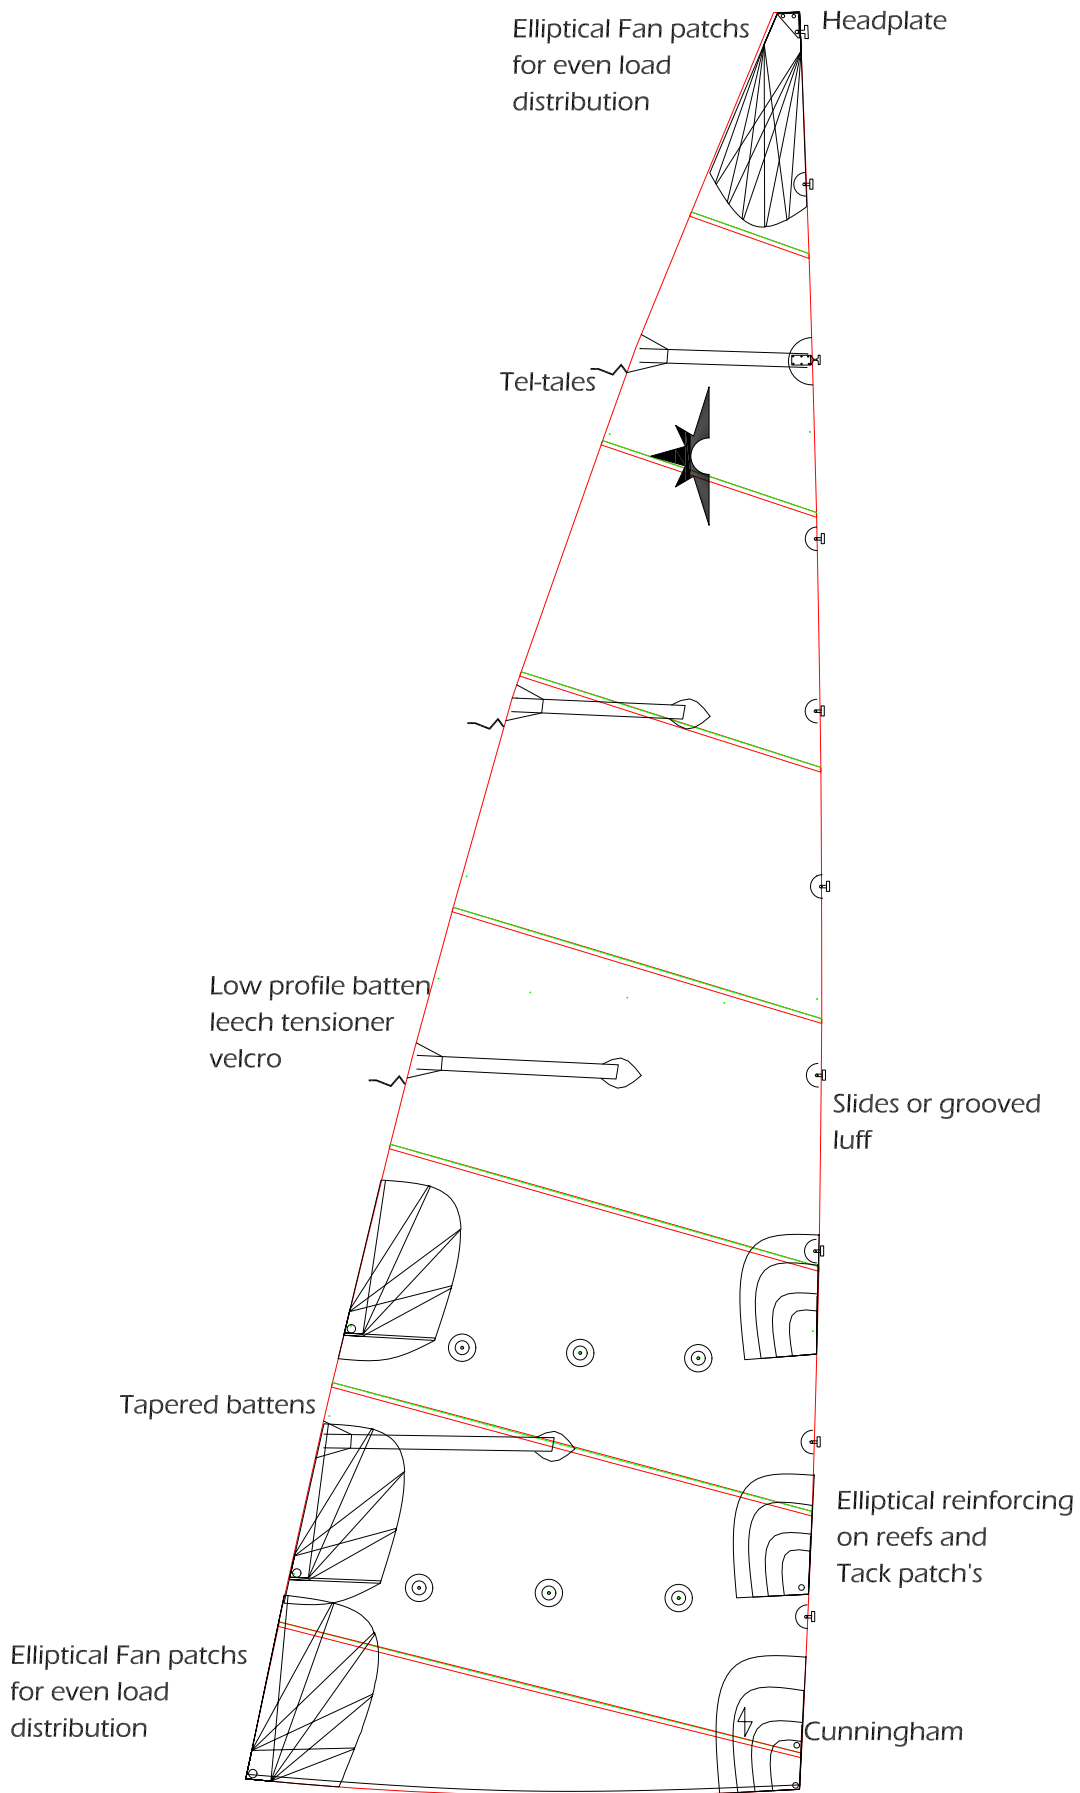 Elliptical Fan patchs
for even load
distribution
Headplate
Tel-tales
Low profile batten
leech tensioner
velcro
Slides or grooved
luff
Tapered battens
Elliptical reinforcing
on reefs and
Tack patch's
Elliptical Fan patchs
for even load
distribution
Cunningham